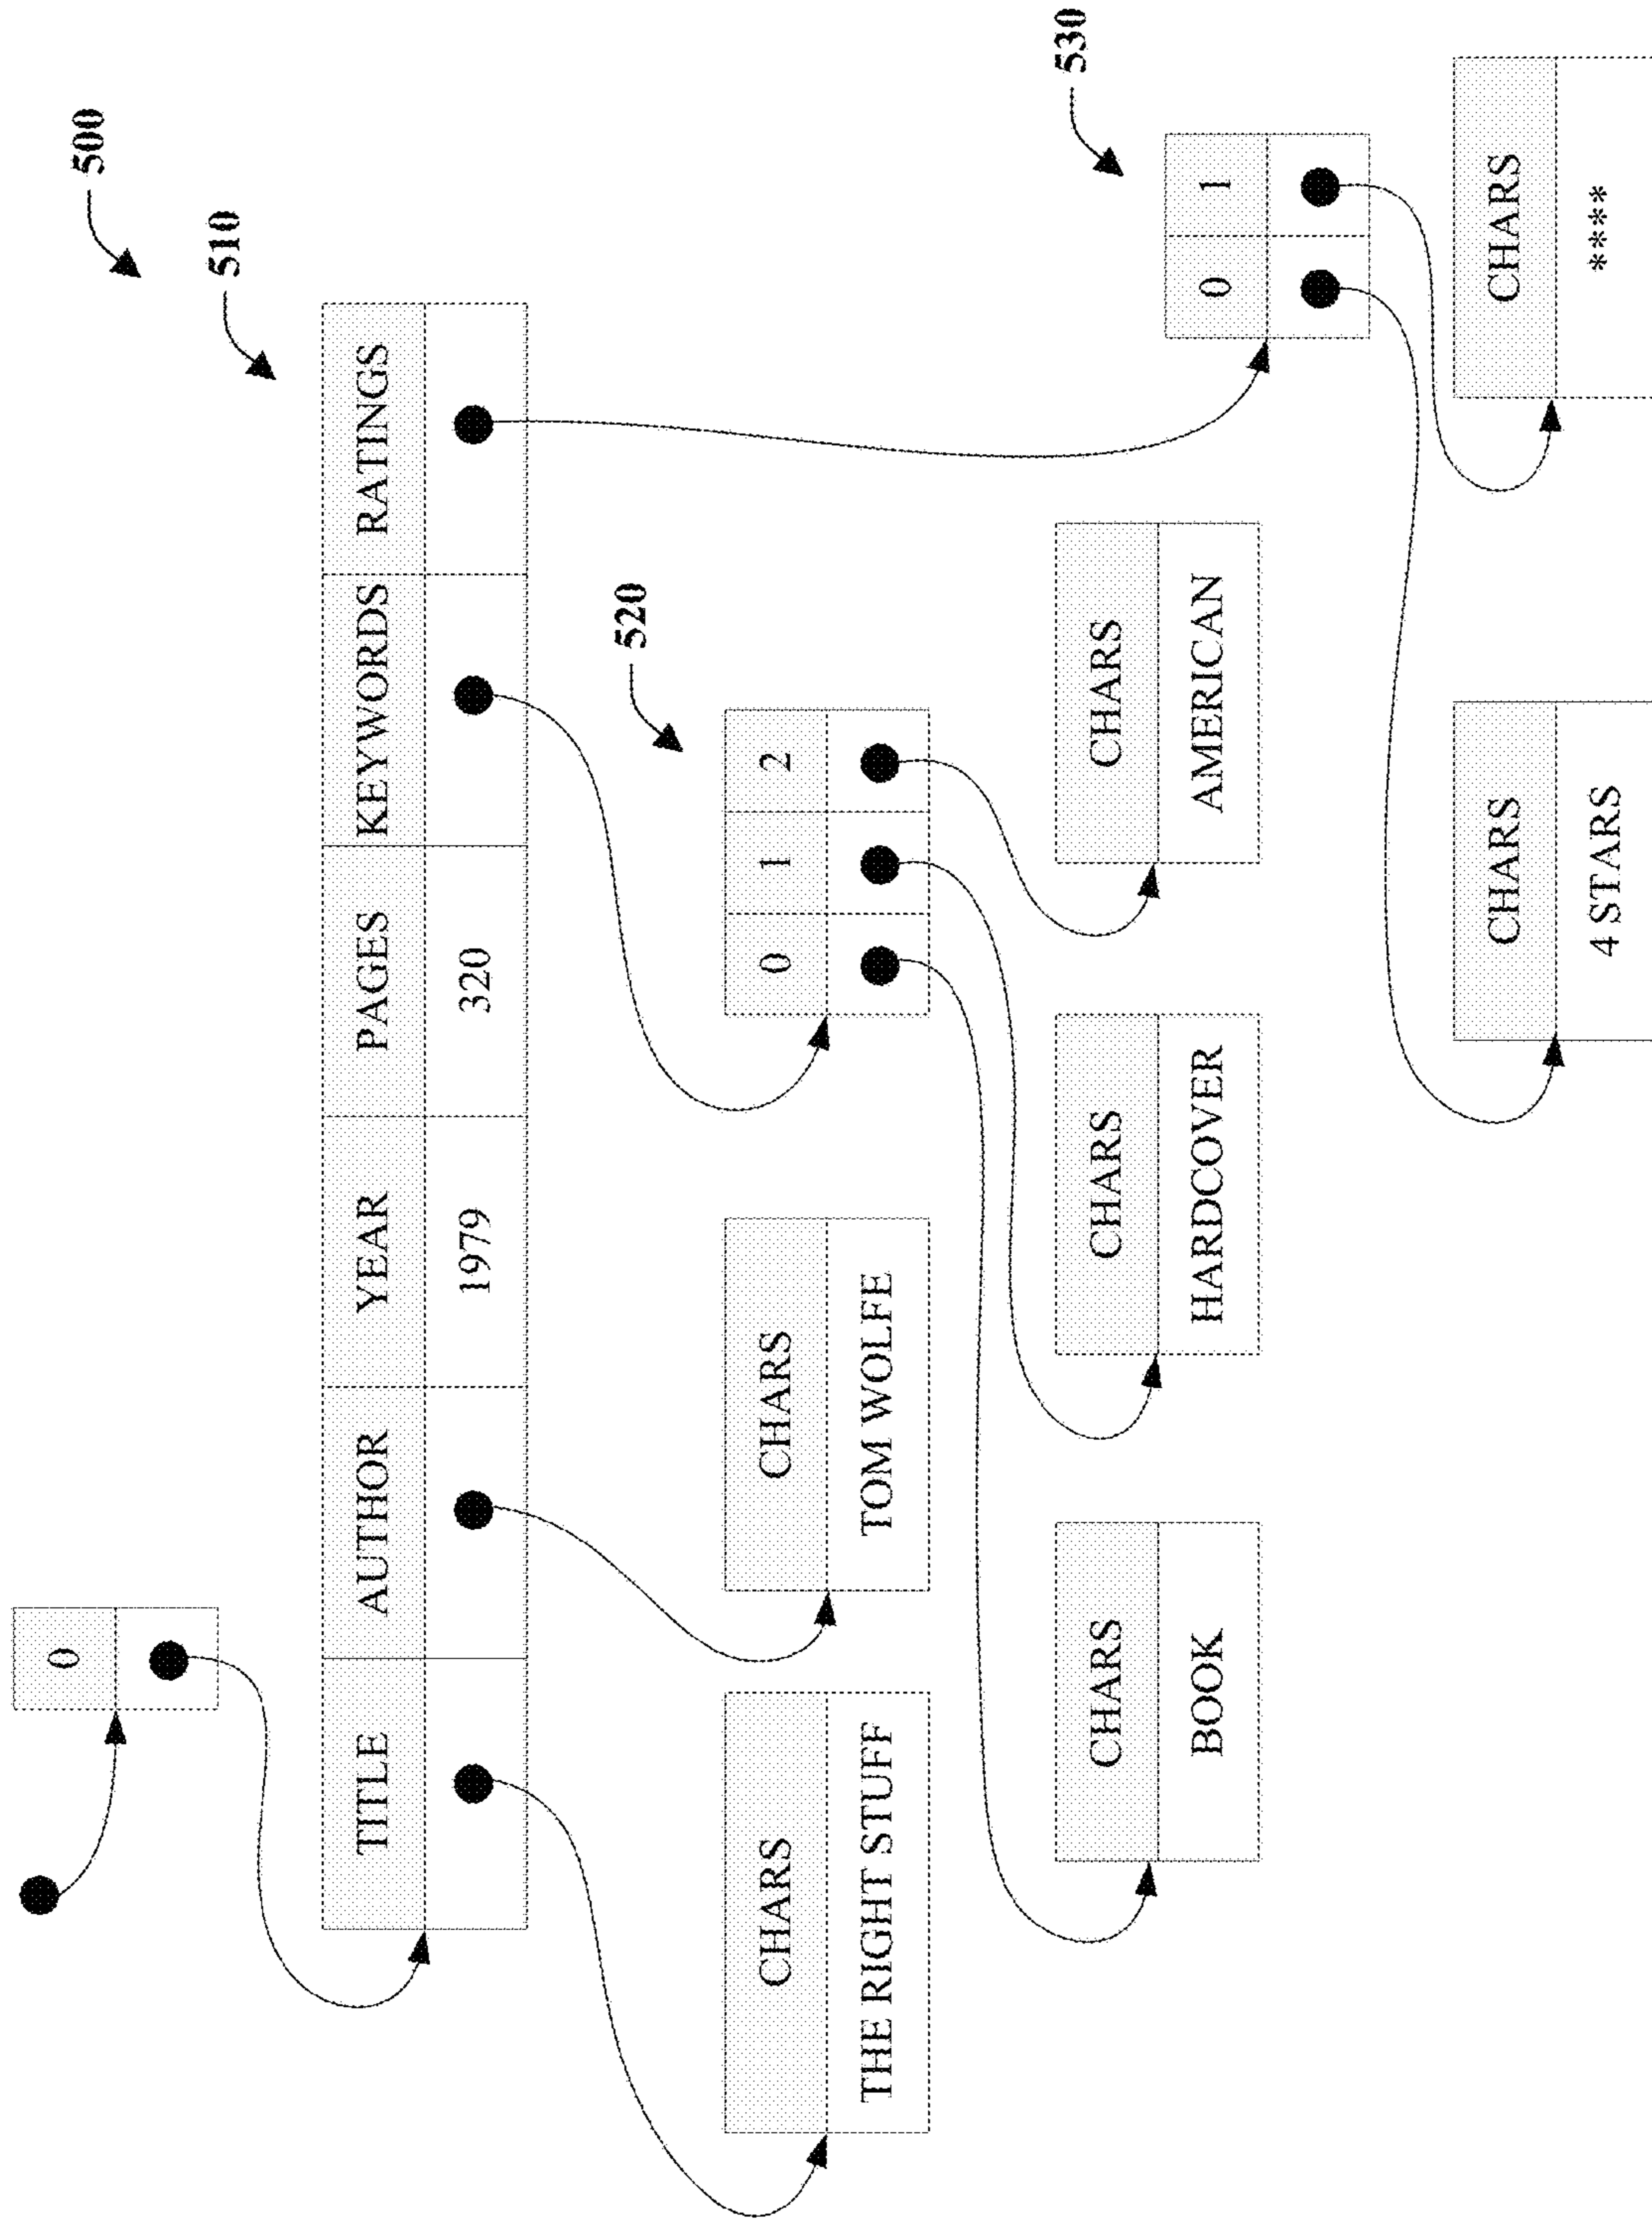 500
0
510
TITLE AUTHOR YEAR PAGES KEYWORDS RATINGS
1979 320
520
CHARS CHARS 0 1 2
THE RIGHT STUFF TOM WOLFE
CHARS CHARS CHARS
BOOK HARDCOVER AMERICAN
530
0 1
CHARS CHARS
4 STARS ****